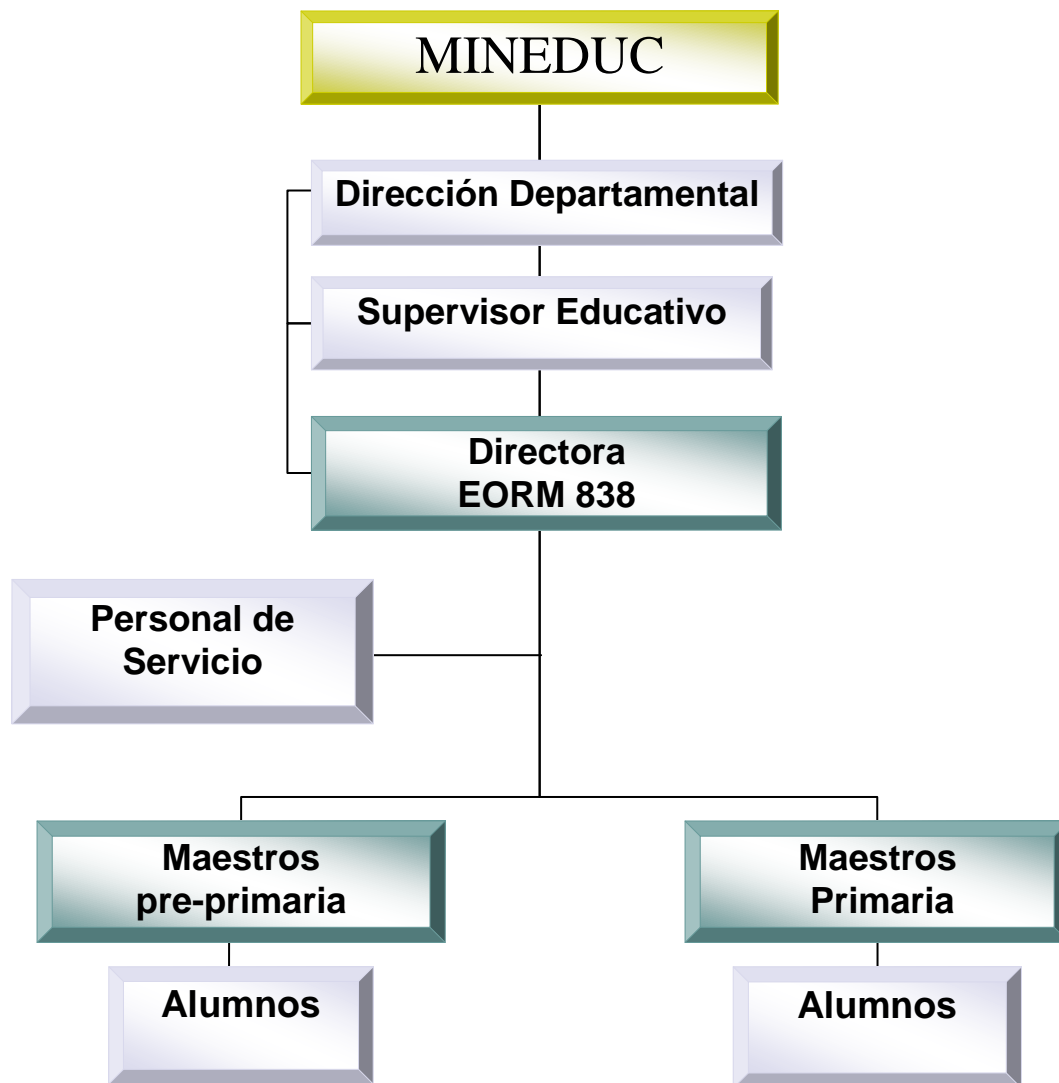 MINEDUC
Dirección Departamental
Supervisor Educativo
Directora
EORM 838
Personal de
Servicio
Maestros
pre-primaria
Maestros
Primaria
Alumnos
Alumnos